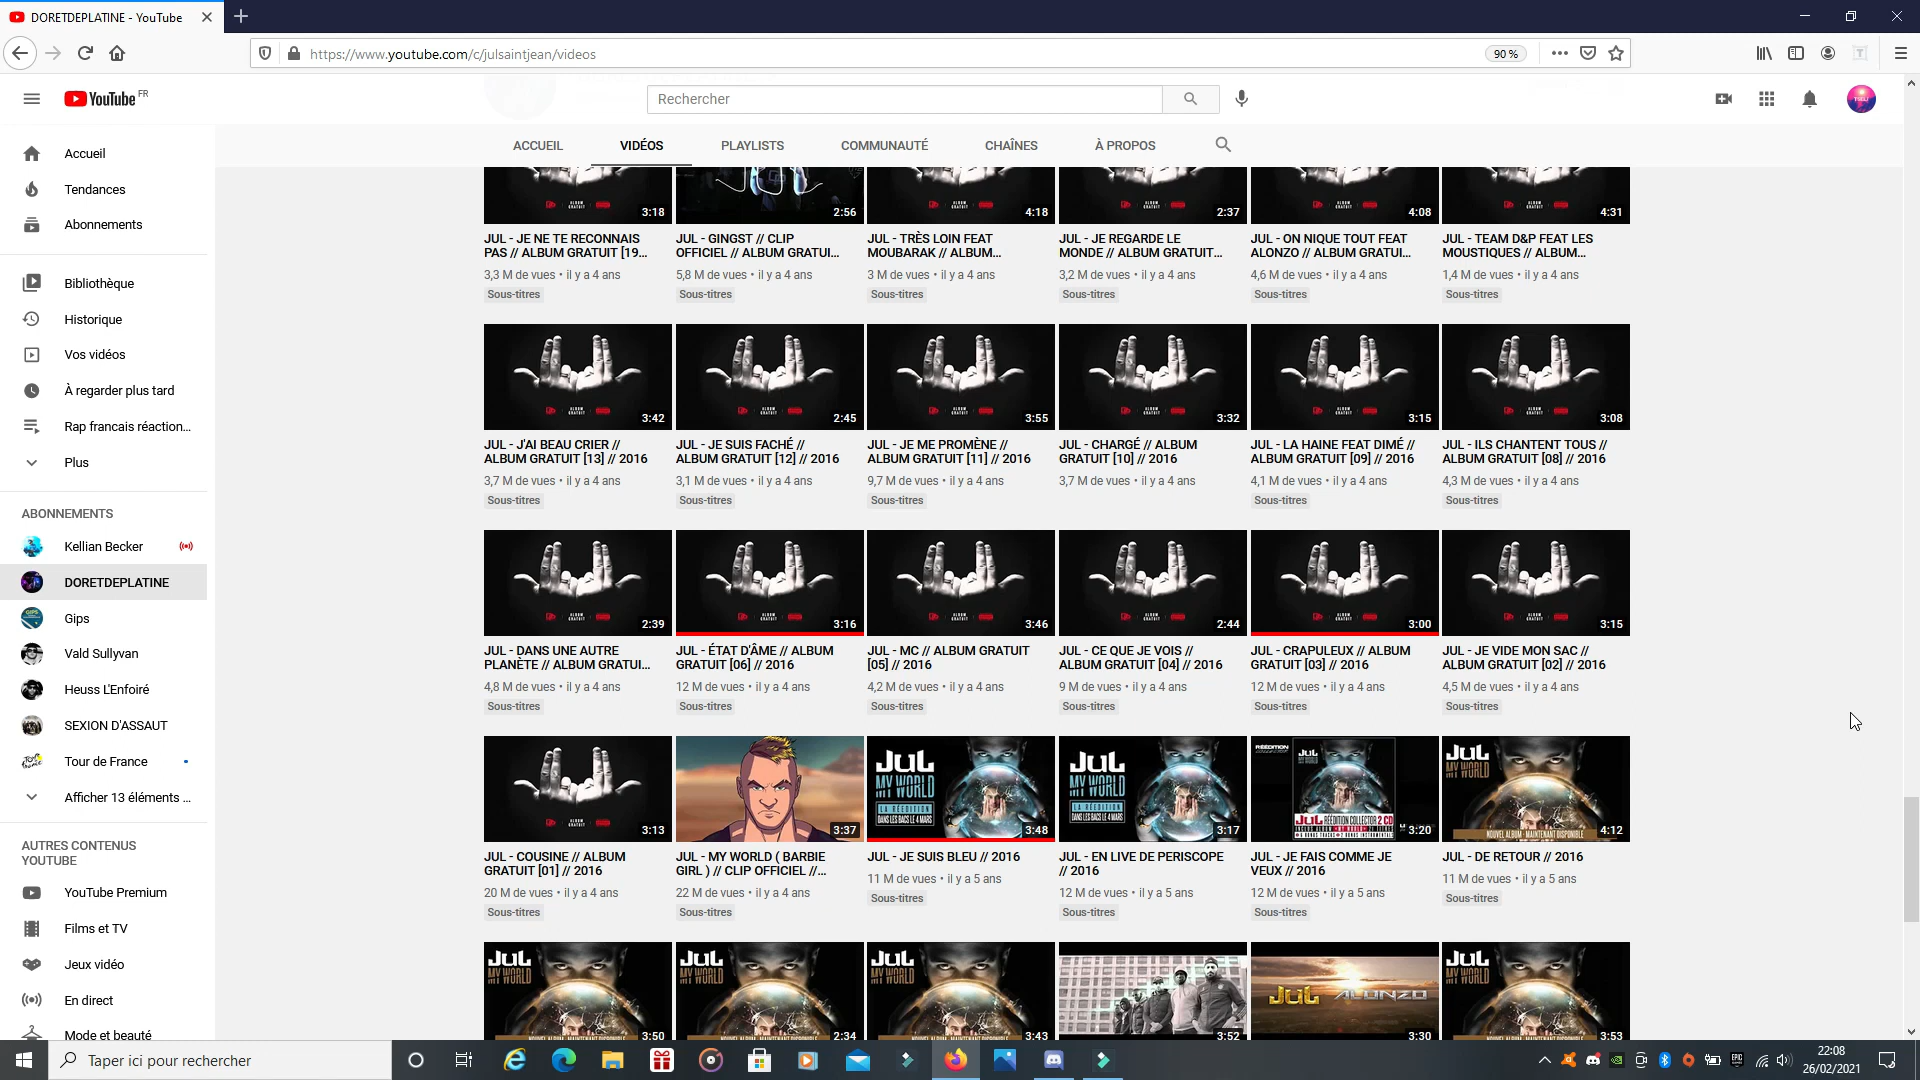 DORETDEPLATINE - YouTube
https://www.youtube.com/c/julsaintjean/videos
90 %
YouTube FR
Rechercher
ACCUEIL VIDÉOS PLAYLISTS COMMUNAUTÉ CHAÎNES À PROPOS
Accueil
Tendances
Abonnements
Bibliothèque
Historique
Vos vidéos
À regarder plus tard
Rap francais réaction...
Plus
ABONNEMENTS
Kellian Becker
DORETDEPLATINE
Gips
Vald Sullyvan
Heuss L'Enfoiré
SEXION D'ASSAUT
Tour de France
Afficher 13 éléments ...
AUTRES CONTENUS
YOUTUBE
YouTube Premium
Films et TV
Jeux vidéo
En direct
Mode et beauté
3:18 2:56 4:18 2:37 4:08 4:31
JUL - JE NE TE RECONNAIS
PAS // ALBUM GRATUIT [19...
3,3 M de vues • il y a 4 ans
Sous-titres
JUL - GINGST // CLIP
OFFICIEL // ALBUM GRATUI...
5,8 M de vues • il y a 4 ans
Sous-titres
JUL - TRÈS LOIN FEAT
MOUBARAK // ALBUM...
3 M de vues • il y a 4 ans
Sous-titres
JUL - JE REGARDE LE
MONDE // ALBUM GRATUIT...
3,2 M de vues • il y a 4 ans
Sous-titres
JUL - ON NIQUE TOUT FEAT
ALONZO // ALBUM GRATUI...
4,6 M de vues • il y a 4 ans
Sous-titres
JUL - TEAM D&P FEAT LES
MOUSTIQUES // ALBUM...
1,4 M de vues • il y a 4 ans
Sous-titres
3:42 2:45 3:55 3:32 3:15 3:08
JUL - J'AI BEAU CRIER //
ALBUM GRATUIT [13] // 2016
3,7 M de vues • il y a 4 ans
Sous-titres
JUL - JE SUIS FACHÉ //
ALBUM GRATUIT [12] // 2016
3,1 M de vues • il y a 4 ans
Sous-titres
JUL - JE ME PROMÈNE //
ALBUM GRATUIT [11] // 2016
9,7 M de vues • il y a 4 ans
Sous-titres
JUL - CHARGÉ // ALBUM
GRATUIT [10] // 2016
3,7 M de vues • il y a 4 ans
JUL - LA HAINE FEAT DIMÉ //
ALBUM GRATUIT [09] // 2016
4,1 M de vues • il y a 4 ans
Sous-titres
JUL - ILS CHANTENT TOUS //
ALBUM GRATUIT [08] // 2016
4,3 M de vues • il y a 4 ans
Sous-titres
2:39 3:16 3:46 2:44 3:00 3:15
JUL - DANS UNE AUTRE
PLANÈTE // ALBUM GRATUI...
4,8 M de vues • il y a 4 ans
Sous-titres
JUL - ÉTAT D'ÂME // ALBUM
GRATUIT [06] // 2016
12 M de vues • il y a 4 ans
Sous-titres
JUL - MC // ALBUM GRATUIT
[05] // 2016
4,2 M de vues • il y a 4 ans
Sous-titres
JUL - CE QUE JE VOIS //
ALBUM GRATUIT [04] // 2016
9 M de vues • il y a 4 ans
Sous-titres
JUL - CRAPULEUX // ALBUM
GRATUIT [03] // 2016
12 M de vues • il y a 4 ans
Sous-titres
JUL - JE VIDE MON SAC //
ALBUM GRATUIT [02] // 2016
4,5 M de vues • il y a 4 ans
Sous-titres
3:13 3:37 3:48 3:17 3:20 4:12
JUL - COUSINE // ALBUM
GRATUIT [01] // 2016
20 M de vues • il y a 4 ans
Sous-titres
JUL - MY WORLD ( BARBIE
GIRL ) // CLIP OFFICIEL //...
22 M de vues • il y a 4 ans
Sous-titres
JUL
MY WORLD
LA RÉÉDITION
DANS LES BACS LE 4 MARS
JUL - JE SUIS BLEU // 2016
11 M de vues • il y a 5 ans
Sous-titres
JUL
MY WORLD
LA RÉÉDITION
DANS LES BACS LE 4 MARS
JUL - EN LIVE DE PERISCOPE
// 2016
12 M de vues • il y a 5 ans
Sous-titres
JUL RÉÉDITION COLLECTOR 2 CD
JUL - JE FAIS COMME JE
VEUX // 2016
12 M de vues • il y a 5 ans
Sous-titres
JUL
MY WORLD
NOUVEL ALBUM - MAINTENANT DISPONIBLE
JUL - DE RETOUR // 2016
11 M de vues • il y a 5 ans
Sous-titres
JUL
MY WORLD
3:50
JUL
MY WORLD
2:34
JUL
MY WORLD
3:43
3:52
JUL ALONZO
3:30
JUL
MY WORLD
3:53
Taper ici pour rechercher
22:08
26/02/2021